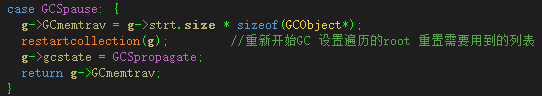 case GCSpause: {
g->GCmemtrav = g->strt.size * sizeof(GCObject*);
restartcollection(g); //重新开始GC 设置遍历的root 重置需要用到的列表
g->gcstate = GCSpropagate;
return g->GCmemtrav;
}